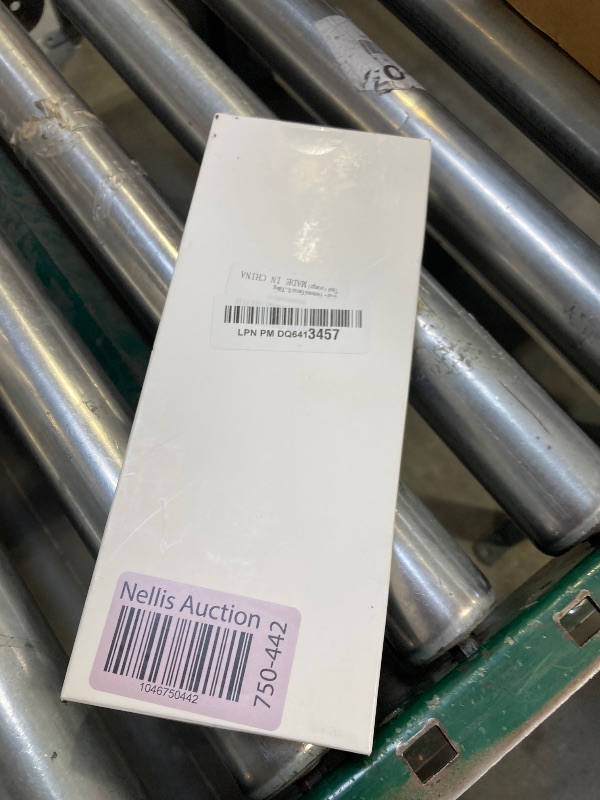 MADE IN CHINA
LPN PM DQ6413457
Nellis Auction
1046750442
750-442